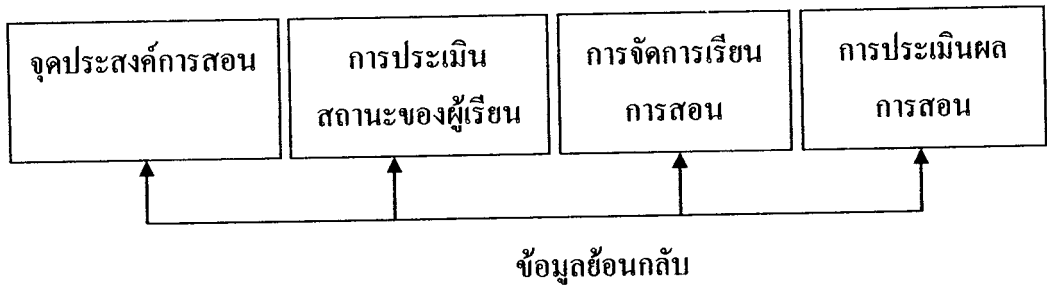 จุดประสงค์การสอน
การประเมิน
สถานะของผู้เรียน
การจัดการเรียน
การสอน
การประเมินผล
การสอน
ข้อมูลย้อนกลับ